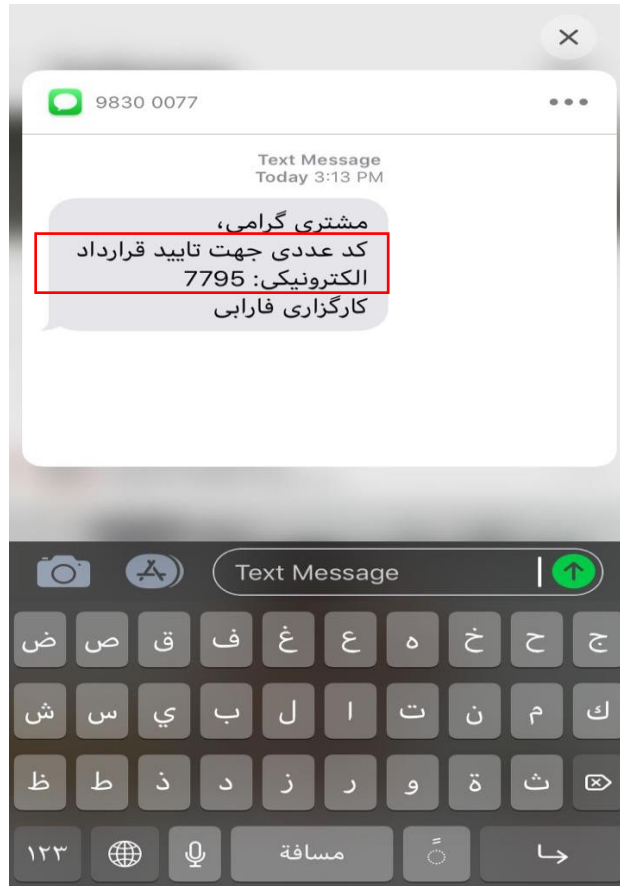 9830 0077
Text Message
Today 3:13 PM
مشتری گرامی،
کد عددی جهت تایید قرارداد
الکترونیکی: 7795
کارگزاری فارابی
Text Message
ض ص ق ف غ ع ه خ ح ج
ش س ي ب ل ا ت ن م ك
ظ ط ذ د ز ر و ة ث
١٢٣ مسافة